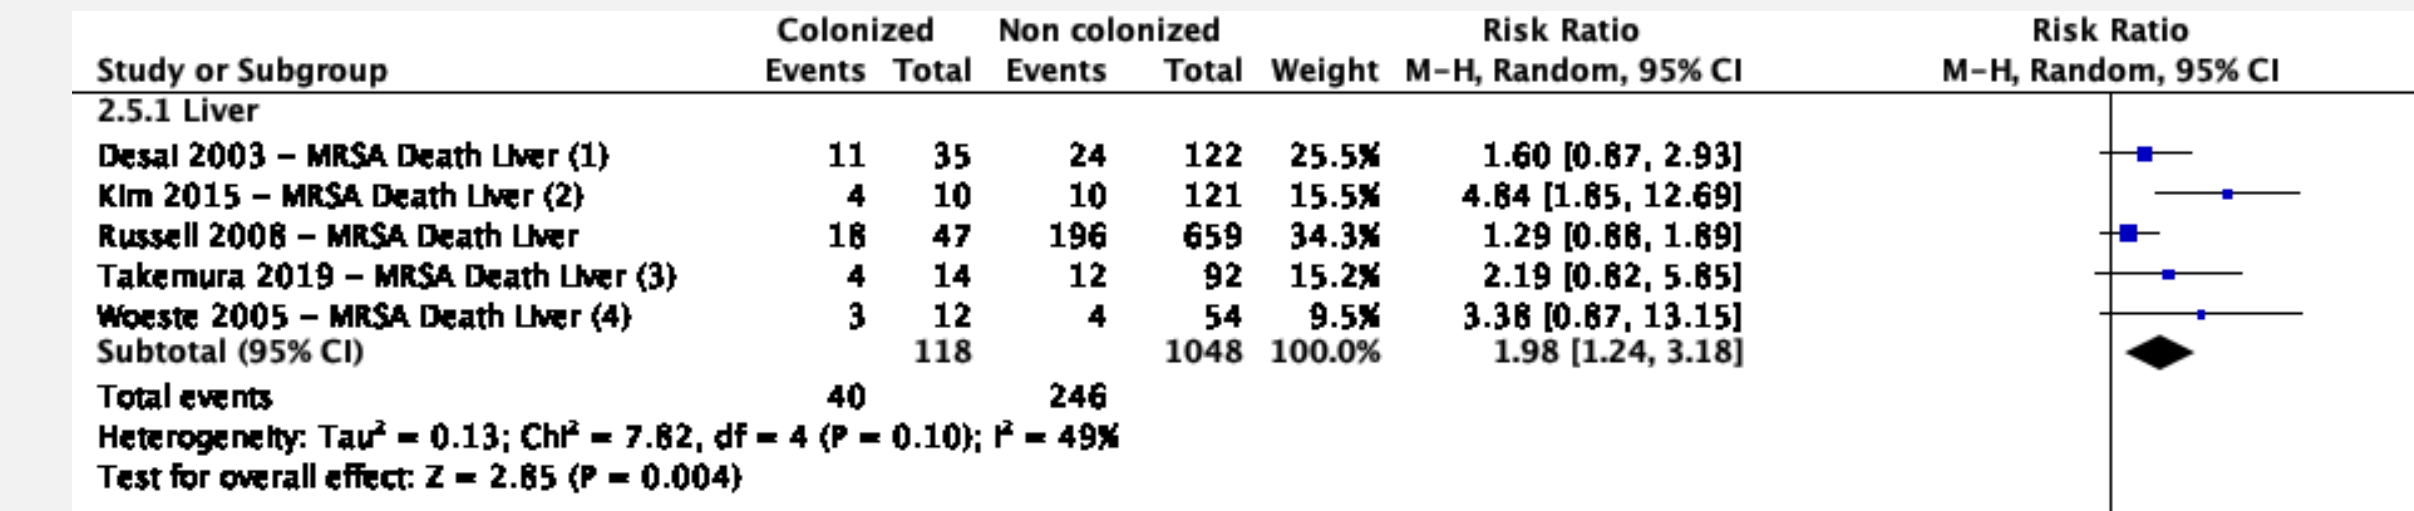 Colonized Non colonized Risk Ratio Risk Ratio
Study or Subgroup Events Total Events Total Weight M-H, Random, 95% CI M-H, Random, 95% CI
2.5.1 Liver
Desai 2003 – MRSA Death Liver (1) 11 35 24 122 25.5% 1.60 [0.87, 2.93]
Kim 2015 – MRSA Death Liver (2) 4 10 10 121 15.5% 4.84 [1.85, 12.69]
Russell 2008 – MRSA Death Liver 18 47 196 659 34.3% 1.29 [0.88, 1.89]
Takemura 2019 – MRSA Death Liver (3) 4 14 12 92 15.2% 2.19 [0.82, 5.85]
Woeste 2005 – MRSA Death Liver (4) 3 12 4 54 9.5% 3.38 [0.87, 13.15]
Subtotal (95% CI) 118 1048 100.0% 1.98 [1.24, 3.18]
Total events 40 246
Heterogeneity: Tau² = 0.13; Chi² = 7.82, df = 4 (P = 0.10); I² = 49%
Test for overall effect: Z = 2.85 (P = 0.004)